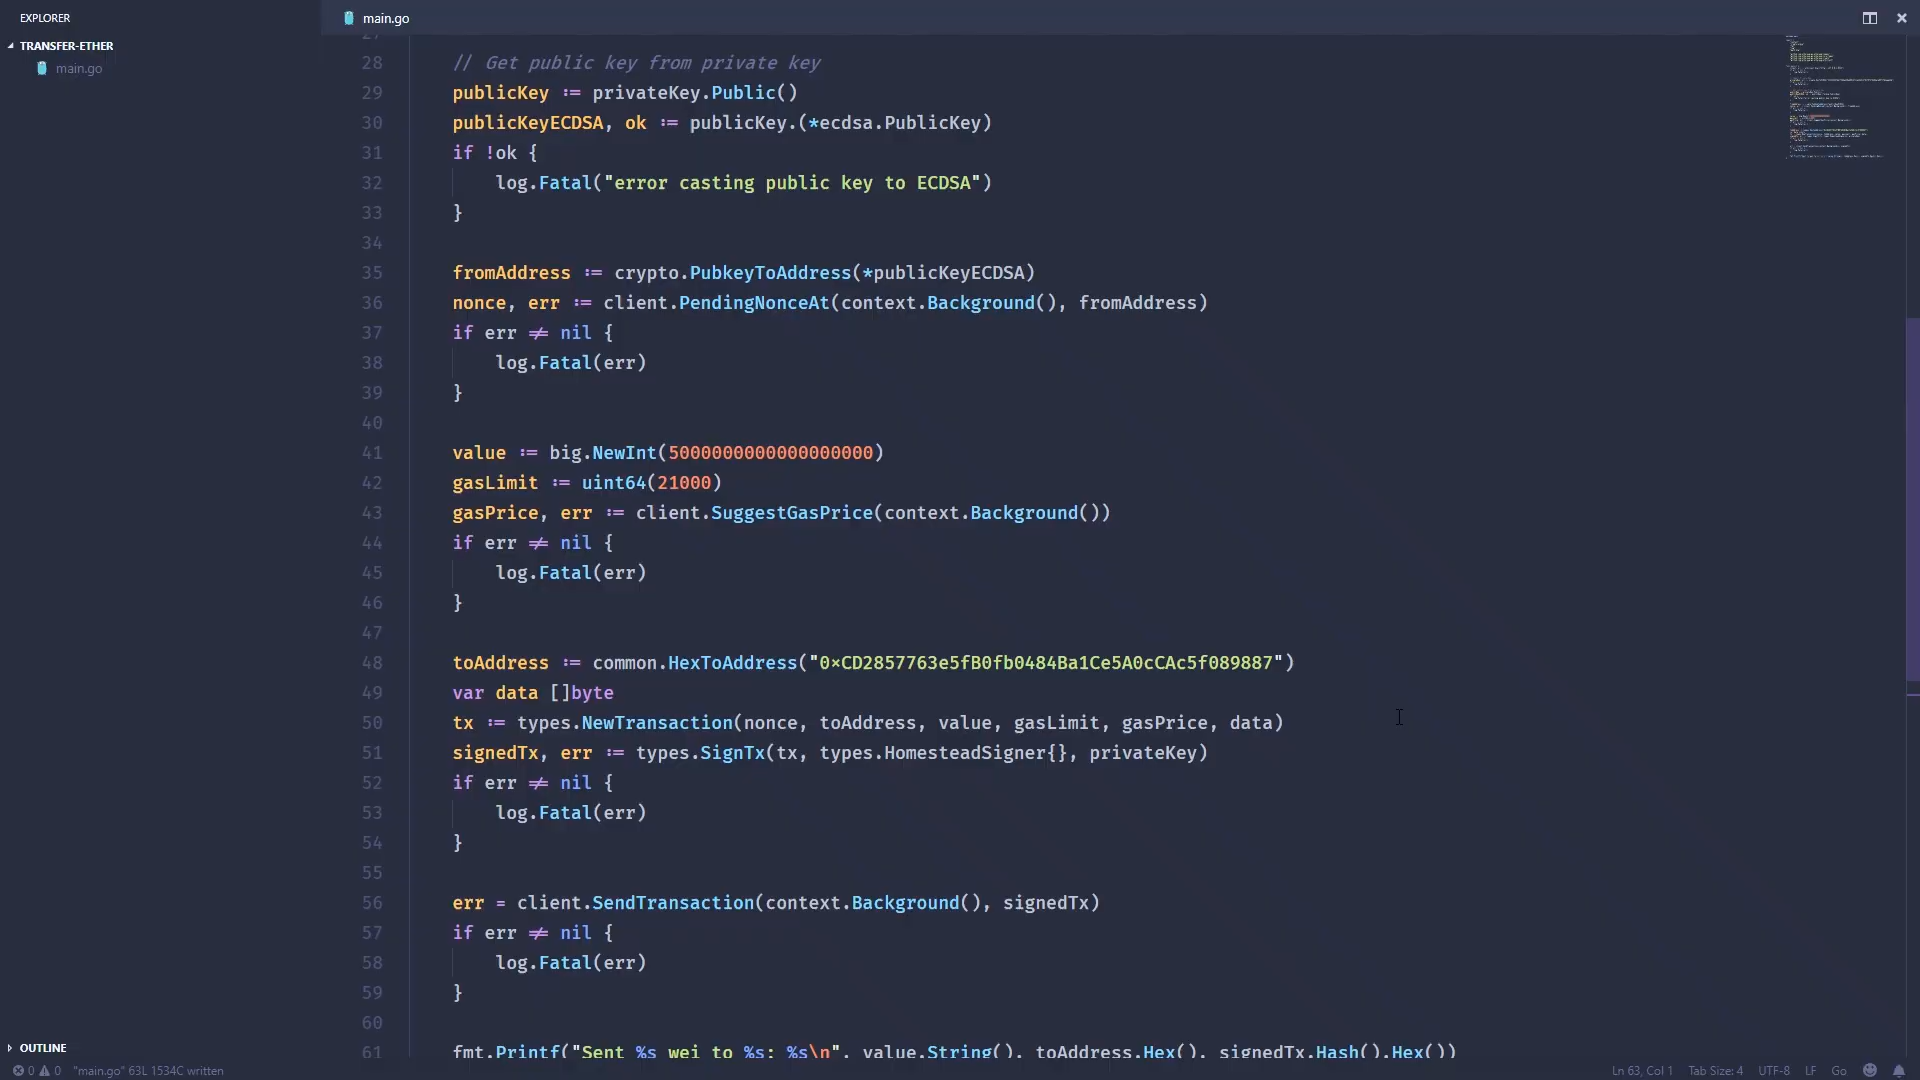 EXPLORER
TRANSFER-ETHER
main.go
main.go
27
28 // Get public key from private key
29 publicKey := privateKey.Public()
30 publicKeyECDSA, ok := publicKey.(*ecdsa.PublicKey)
31 if !ok {
32 log.Fatal("error casting public key to ECDSA")
33 }
34
35 fromAddress := crypto.PubkeyToAddress(*publicKeyECDSA)
36 nonce, err := client.PendingNonceAt(context.Background(), fromAddress)
37 if err ≠ nil {
38 log.Fatal(err)
39 }
40
41 value := big.NewInt(5000000000000000000)
42 gasLimit := uint64(21000)
43 gasPrice, err := client.SuggestGasPrice(context.Background())
44 if err ≠ nil {
45 log.Fatal(err)
46 }
47
48 toAddress := common.HexToAddress("0×CD2857763e5fB0fb0484Ba1Ce5A0cCAc5f089887")
49 var data []byte
50 tx := types.NewTransaction(nonce, toAddress, value, gasLimit, gasPrice, data)
51 signedTx, err := types.SignTx(tx, types.HomesteadSigner{}, privateKey)
52 if err ≠ nil {
53 log.Fatal(err)
54 }
55
56 err = client.SendTransaction(context.Background(), signedTx)
57 if err ≠ nil {
58 log.Fatal(err)
59 }
60
61 fmt.Printf("Sent %s wei to %s: %s\n", value.String(), toAddress.Hex(), signedTx.Hash().Hex())
OUTLINE
0 0 "main.go" 63L 1534C written
Ln 63, Col 1 Tab Size: 4 UTF-8 LF Go